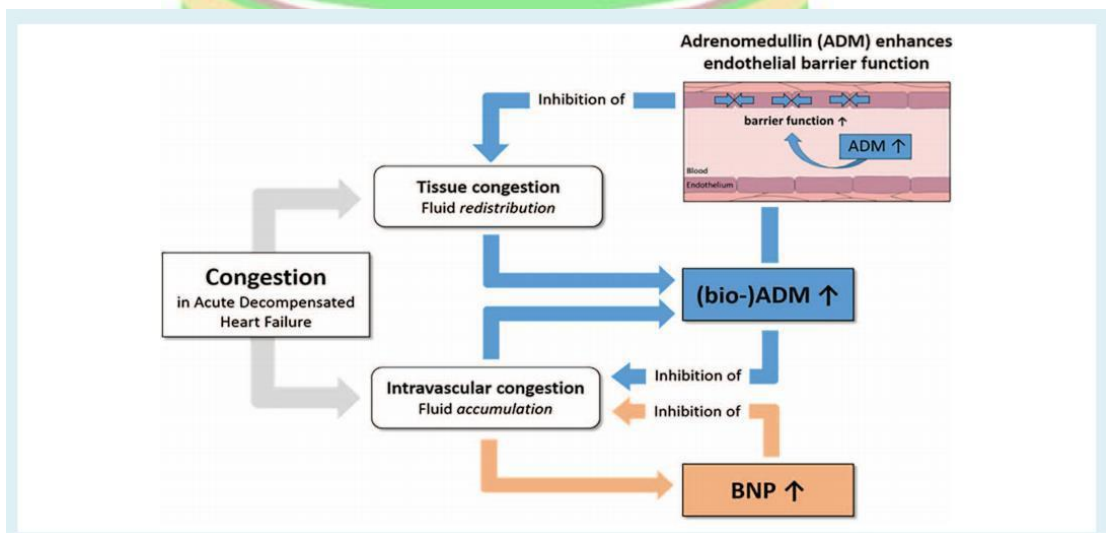 Adrenomedullin (ADM) enhances
endothelial barrier function
Inhibition of
barrier function ↑
ADM ↑
Blood
Endothelium
Tissue congestion
Fluid redistribution
Congestion
in Acute Decompensated
Heart Failure
(bio-)ADM ↑
Inhibition of
Intravascular congestion
Fluid accumulation
Inhibition of
BNP ↑